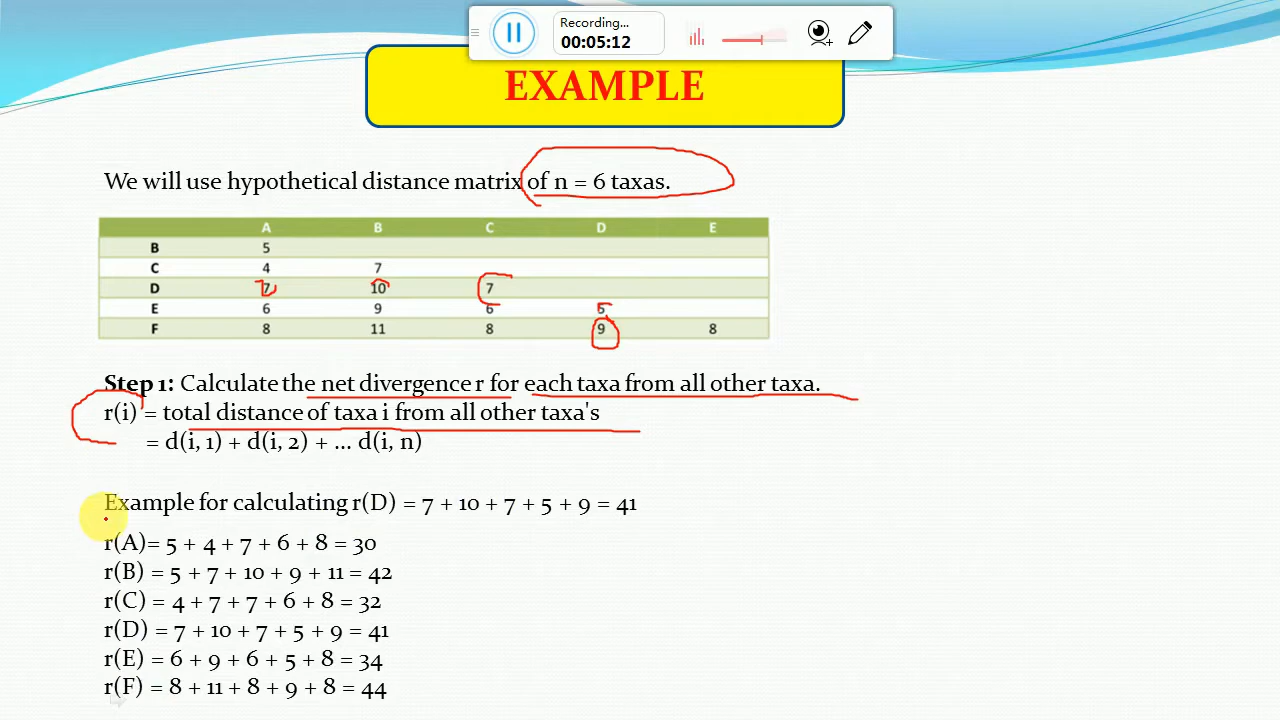 Recording...
00:05:12
EXAMPLE
We will use hypothetical distance matrix of n = 6 taxas.
A B C D E
B 5
C 4 7
D 7 10 7
E 6 9 6 5
F 8 11 8 9 8
Step 1: Calculate the net divergence r for each taxa from all other taxa.
r(i) = total distance of taxa i from all other taxa's
= d(i, 1) + d(i, 2) + ... d(i, n)
Example for calculating r(D) = 7 + 10 + 7 + 5 + 9 = 41
r(A)= 5 + 4 + 7 + 6 + 8 = 30
r(B) = 5 + 7 + 10 + 9 + 11 = 42
r(C) = 4 + 7 + 7 + 6 + 8 = 32
r(D) = 7 + 10 + 7 + 5 + 9 = 41
r(E) = 6 + 9 + 6 + 5 + 8 = 34
r(F) = 8 + 11 + 8 + 9 + 8 = 44